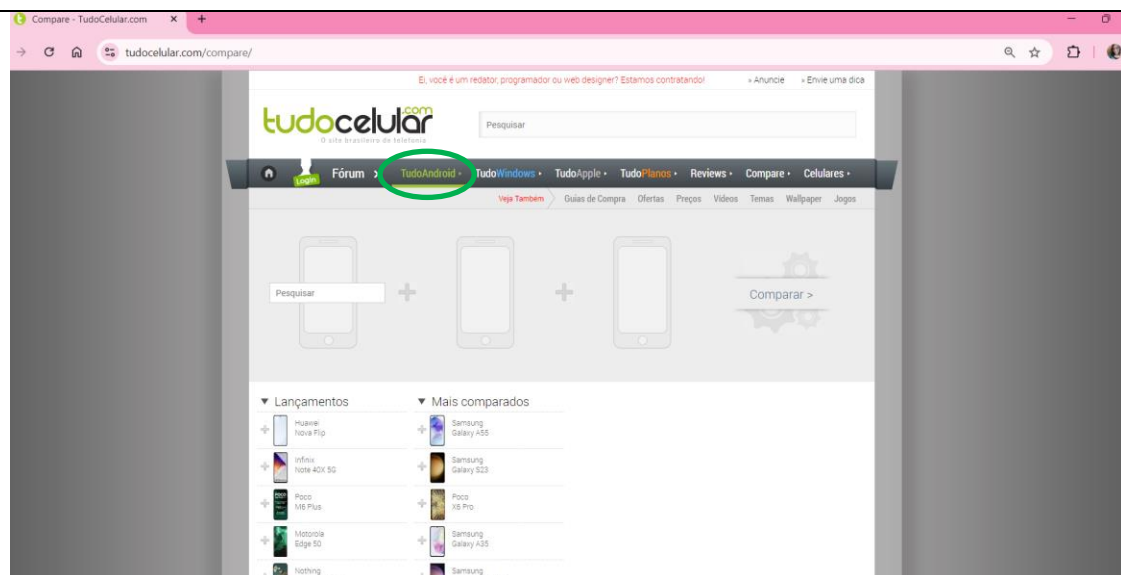 Compare - TudoCelular.com × +
tudocelular.com/compare/
Ei, você é um redator, programador ou web designer? Estamos contratando! » Anuncie » Envie uma dica
tudocelular.com
O site brasileiro de telefonia
Pesquisar
Login Fórum TudoAndroid TudoWindows TudoApple TudoPlanos Reviews Compare Celulares
Veja Também Guias de Compra Ofertas Preços Vídeos Temas Wallpaper Jogos
Pesquisar
Comparar >
Lançamentos
Huawei
Nova Flip
Infinix
Note 40X 5G
Poco
M6 Plus
Motorola
Edge 50
Nothing
Mais comparados
Samsung
Galaxy A55
Samsung
Galaxy S23
Poco
X6 Pro
Samsung
Galaxy A35
Samsung